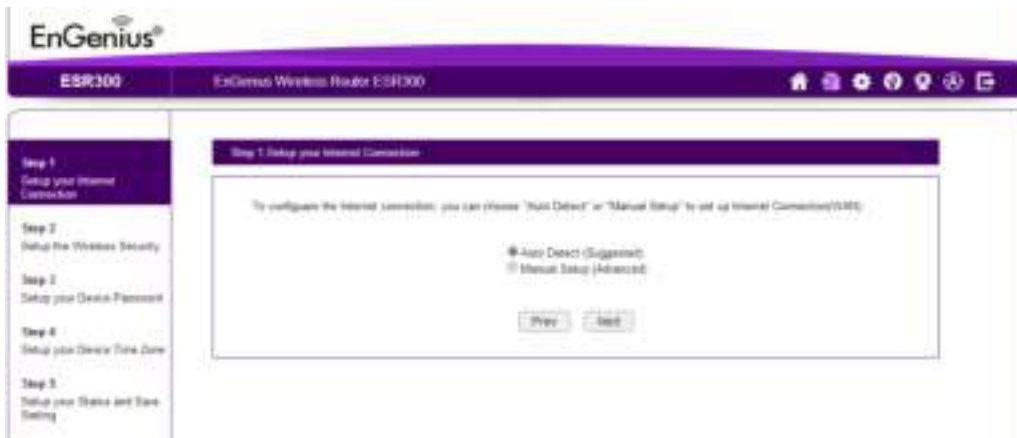 EnGenius®
ESR300
EnGenius Wireless Router ESR300
Step 1
Setup your Internet
Connection
Step 2
Setup the Wireless Security
Step 3
Setup your Device Password
Step 4
Setup your Device Time Zone
Step 5
Setup your Status and Save
Setting
Step 1 Setup your Internet Connection
To configure the Internet connection, you can choose "Auto Detect" or "Manual Setup" to set up Internet Connection(WAN).
Auto Detect (Suggested)
Manual Setup (Advanced)
Prev
Next